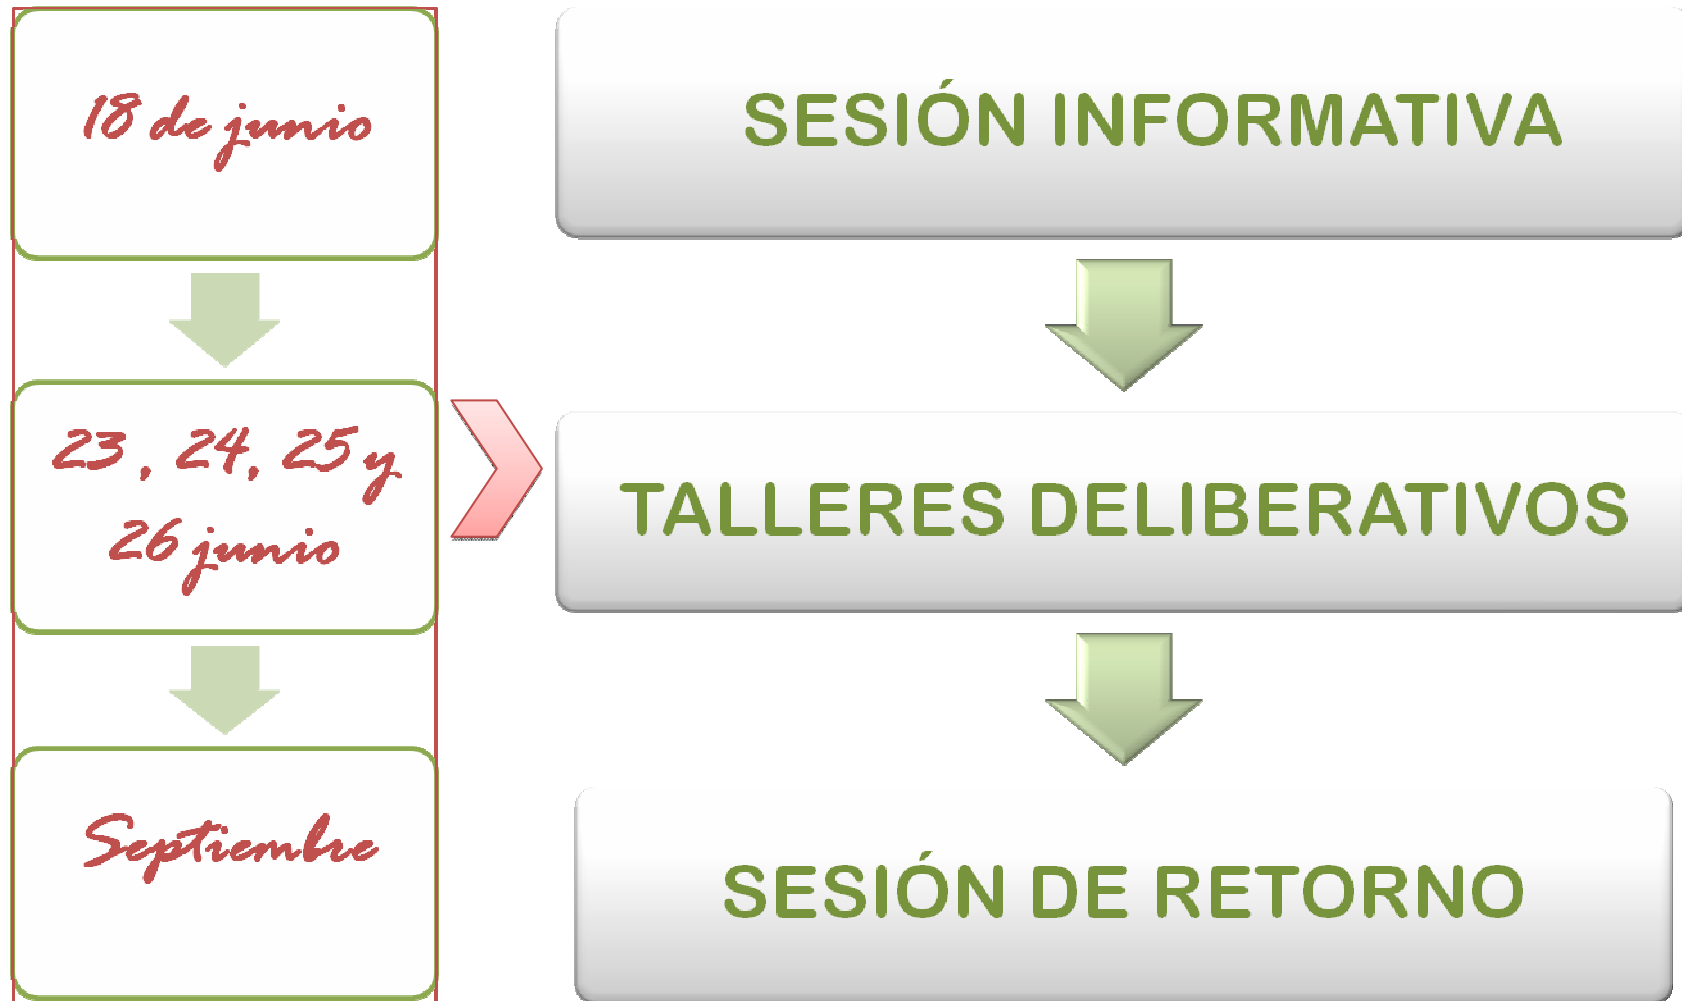 18 de junio
SESIÓN INFORMATIVA
23, 24, 25 y
26 junio
TALLERES DELIBERATIVOS
Septiembre
SESIÓN DE RETORNO